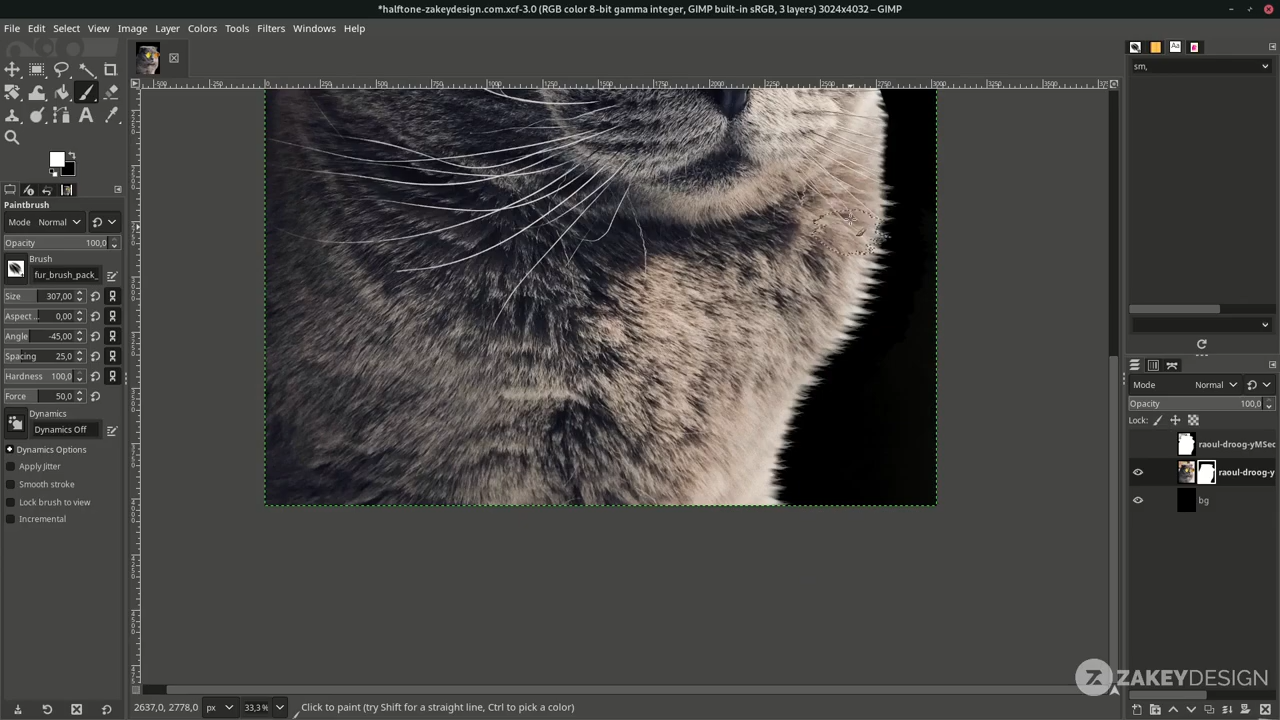 *halftone-zakeydesign.com.xcf-3.0 (RGB color 8-bit gamma integer, GIMP built-in sRGB, 3 layers) 3024x4032 – GIMP
File Edit Select View Image Layer Colors Tools Filters Windows Help
Paintbrush
Mode Normal
Opacity 100,0
Brush
fur_brush_pack_
Size 307,00
Aspect ... 0,00
Angle -45,00
Spacing 25,0
Hardness 100,0
Force 50,0
Dynamics
Dynamics Off
Dynamics Options
Apply Jitter
Smooth stroke
Lock brush to view
Incremental
sm,
Mode Normal
Opacity 100,0
Lock:
raoul-droog-yMSec
raoul-droog-y
bg
ZAKEYDESIGN
2637,0, 2778,0 px 33,3 % Click to paint (try Shift for a straight line, Ctrl to pick a color)